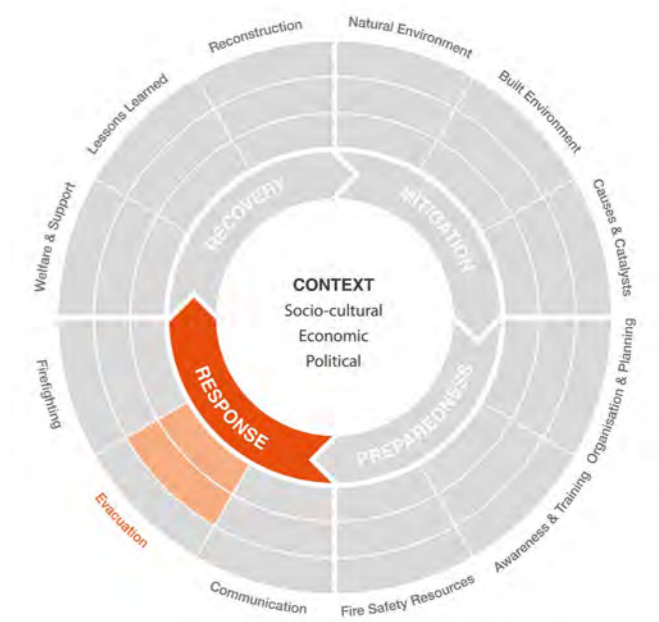 Natural Environment
Built Environment
Causes & Catalysts
Organisation & Planning
Awareness & Training
Fire Safety Resources
Communication
Evacuation
Firefighting
Welfare & Support
Lessons Learned
Reconstruction
MITIGATION
PREPAREDNESS
RESPONSE
RECOVERY
CONTEXT
Socio-cultural
Economic
Political